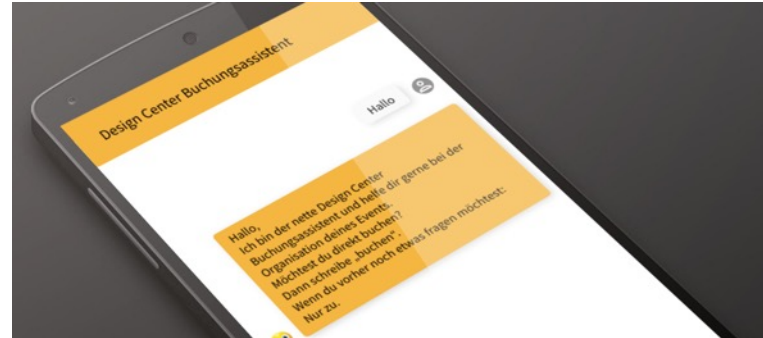 Design Center Buchungsassistent
Hallo
Hallo,
Ich bin der nette Design Center
Buchungsassistent und helfe dir gerne bei der
Organisation deines Events.
Möchtest du direkt buchen?
Dann schreibe „buchen“.
Wenn du vorher noch etwas fragen möchtest:
Nur zu.